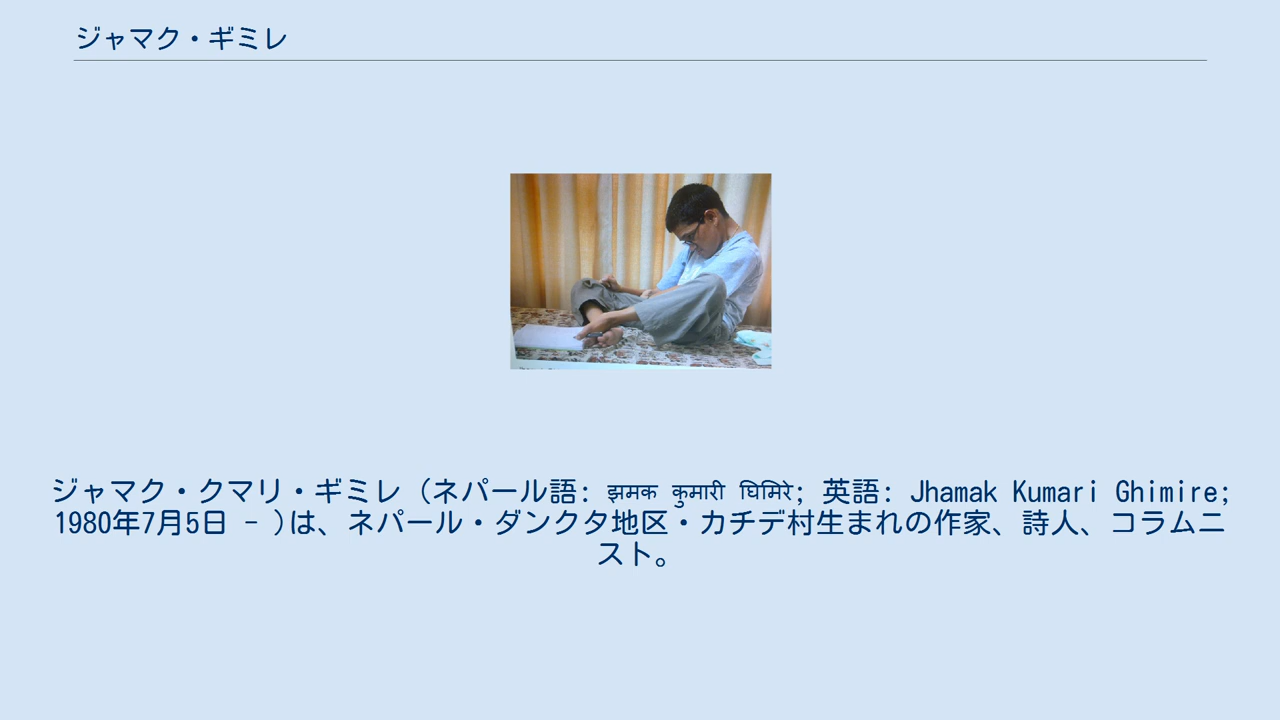 ジャマク・ギミレ
ジャマク・クマリ・ギミレ（ネパール語: झमक कुमारी घिमिरे; 英語: Jhamak Kumari Ghimire;
1980年7月5日 - )は、ネパール・ダンクタ地区・カチデ村生まれの作家、詩人、コラムニ
スト。